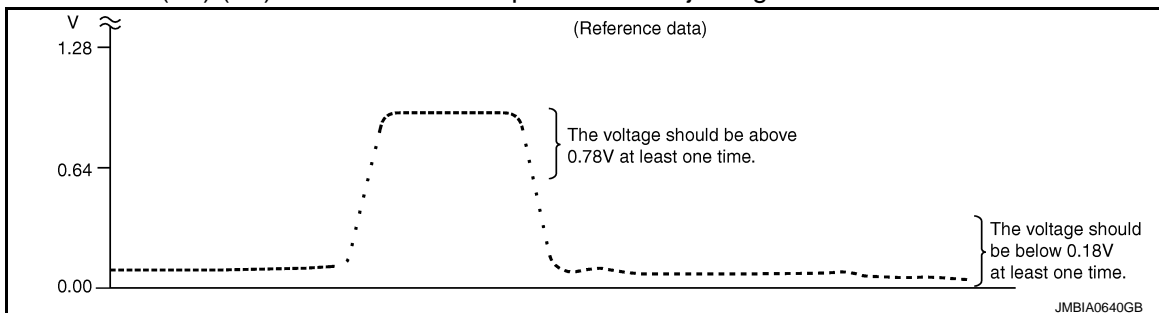 V
(Reference data)
1.28
The voltage should be above
0.78V at least one time.
0.64
The voltage should
be below 0.18V
at least one time.
0.00
JMBIA0640GB